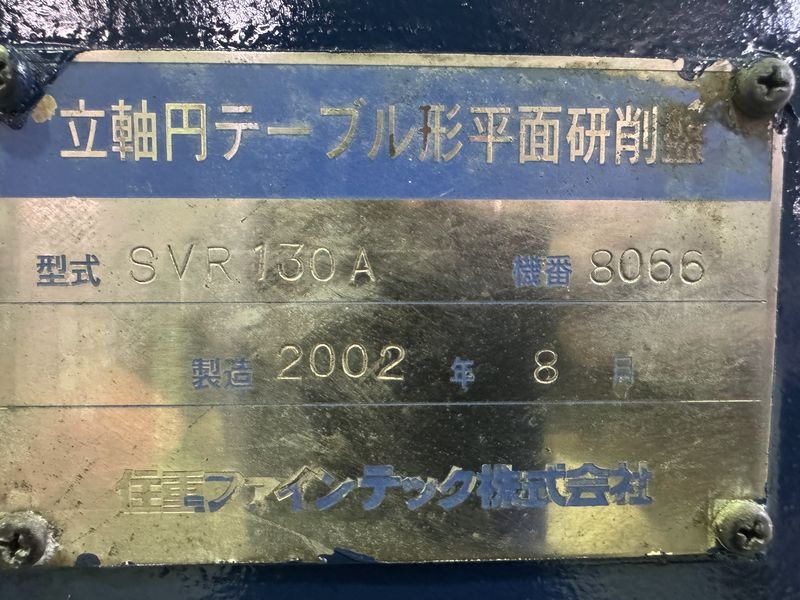 立軸円テーブル形平面研削盤
型式 SVR130A 機番 8066
製造 2002 年 8 月
住重ファインテック株式会社